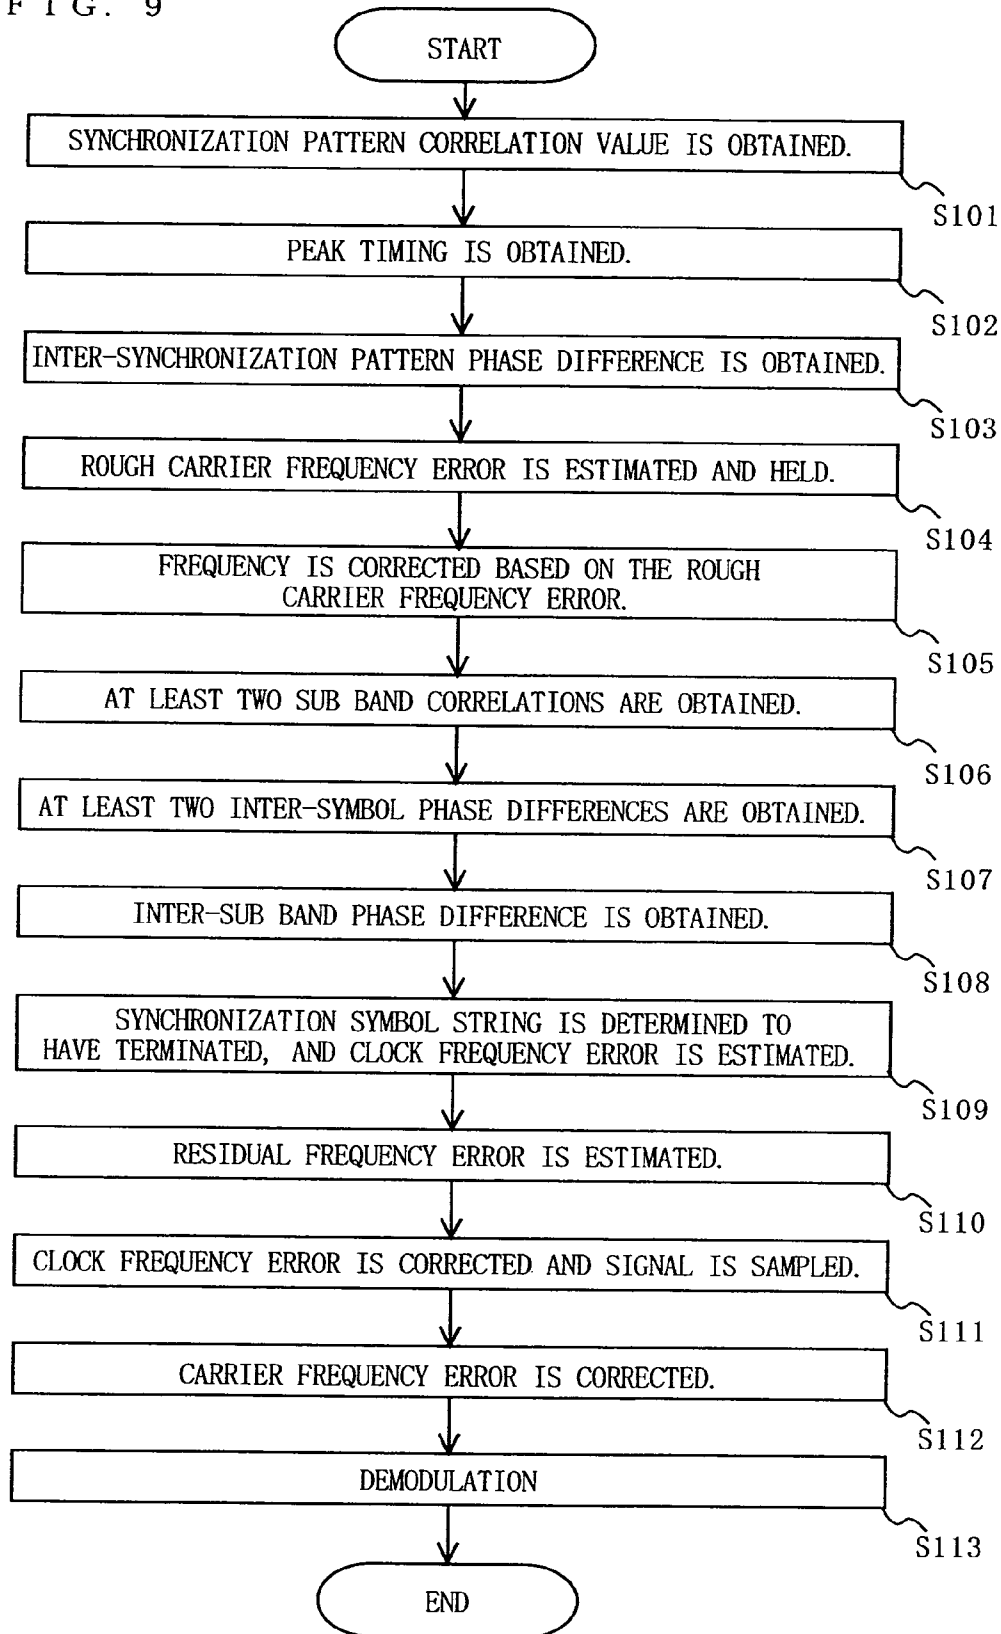 FIG. 9
START
SYNCHRONIZATION PATTERN CORRELATION VALUE IS OBTAINED.
S101
PEAK TIMING IS OBTAINED.
S102
INTER-SYNCHRONIZATION PATTERN PHASE DIFFERENCE IS OBTAINED.
S103
ROUGH CARRIER FREQUENCY ERROR IS ESTIMATED AND HELD.
S104
FREQUENCY IS CORRECTED BASED ON THE ROUGH
CARRIER FREQUENCY ERROR.
S105
AT LEAST TWO SUB BAND CORRELATIONS ARE OBTAINED.
S106
AT LEAST TWO INTER-SYMBOL PHASE DIFFERENCES ARE OBTAINED.
S107
INTER-SUB BAND PHASE DIFFERENCE IS OBTAINED.
S108
SYNCHRONIZATION SYMBOL STRING IS DETERMINED TO
HAVE TERMINATED, AND CLOCK FREQUENCY ERROR IS ESTIMATED.
S109
RESIDUAL FREQUENCY ERROR IS ESTIMATED.
S110
CLOCK FREQUENCY ERROR IS CORRECTED AND SIGNAL IS SAMPLED.
S111
CARRIER FREQUENCY ERROR IS CORRECTED.
S112
DEMODULATION
S113
END